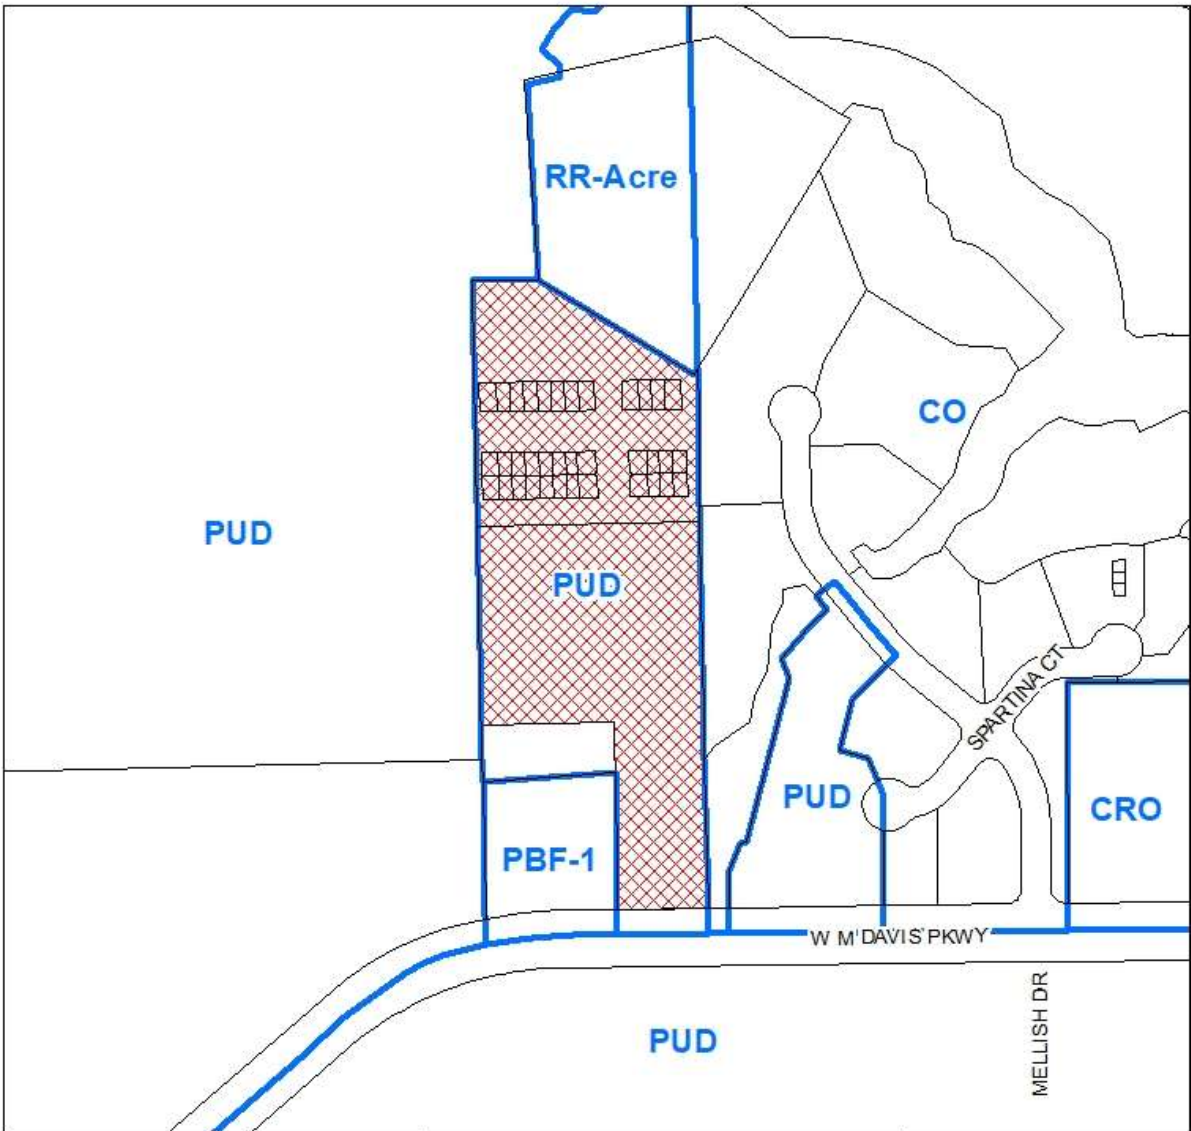 RR-Acre
CO
PUD
PUD
SPARTINA CT
PUD
CRO
PBF-1
W M DAVIS PKWY
MELLISH DR
PUD